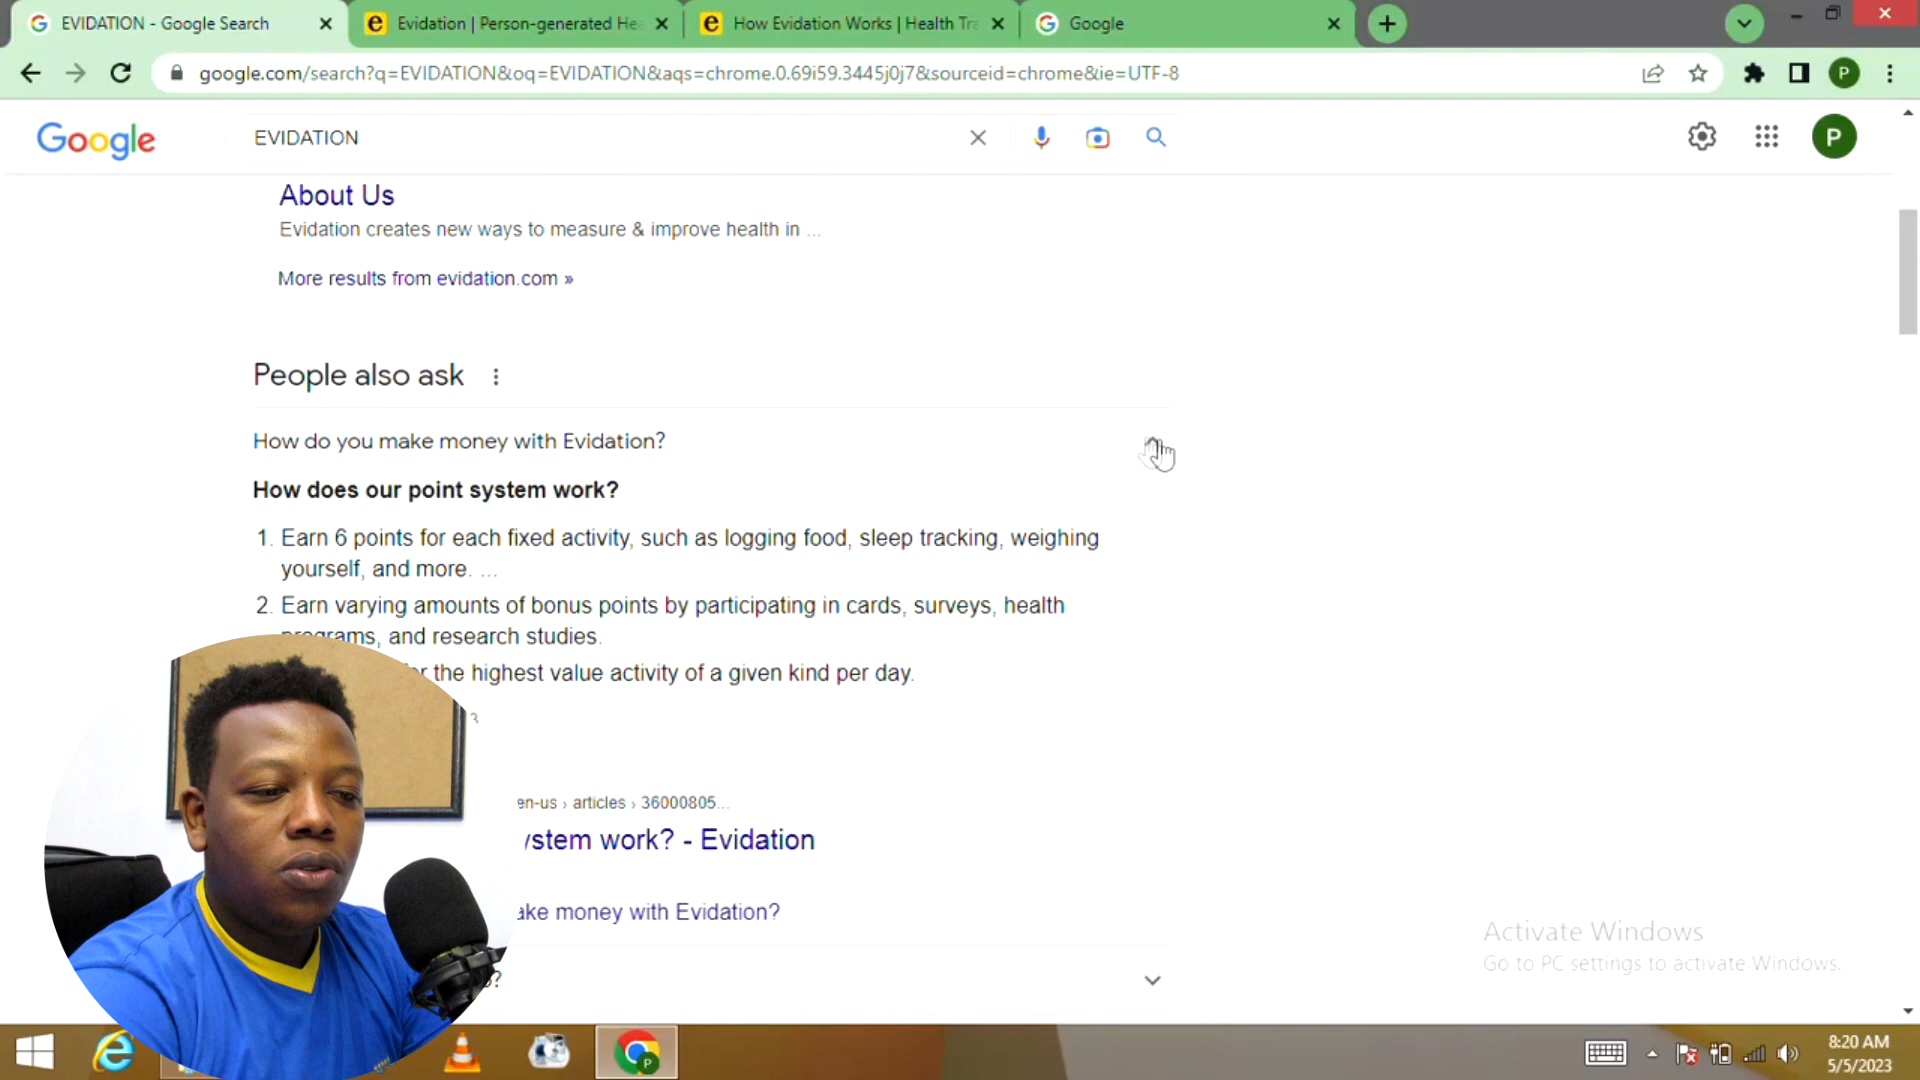 EVIDATION - Google Search
Evidation | Person-generated He
How Evidation Works | Health Tra
Google
google.com/search?q=EVIDATION&oq=EVIDATION&aqs=chrome.0.69i59.3445j0j7&sourceid=chrome&ie=UTF-8
P
Google
EVIDATION
P
About Us
Evidation creates new ways to measure & improve health in ...
More results from evidation.com »
People also ask
How do you make money with Evidation?
How does our point system work?
1. Earn 6 points for each fixed activity, such as logging food, sleep tracking, weighing
yourself, and more. ...
2. Earn varying amounts of bonus points by participating in cards, surveys, health
programs, and research studies.
the highest value activity of a given kind per day.
3
en-us › articles › 36000805...
ystem work? - Evidation
ake money with Evidation?
?
Activate Windows
Go to PC settings to activate Windows.
P
8:20 AM
5/5/2023